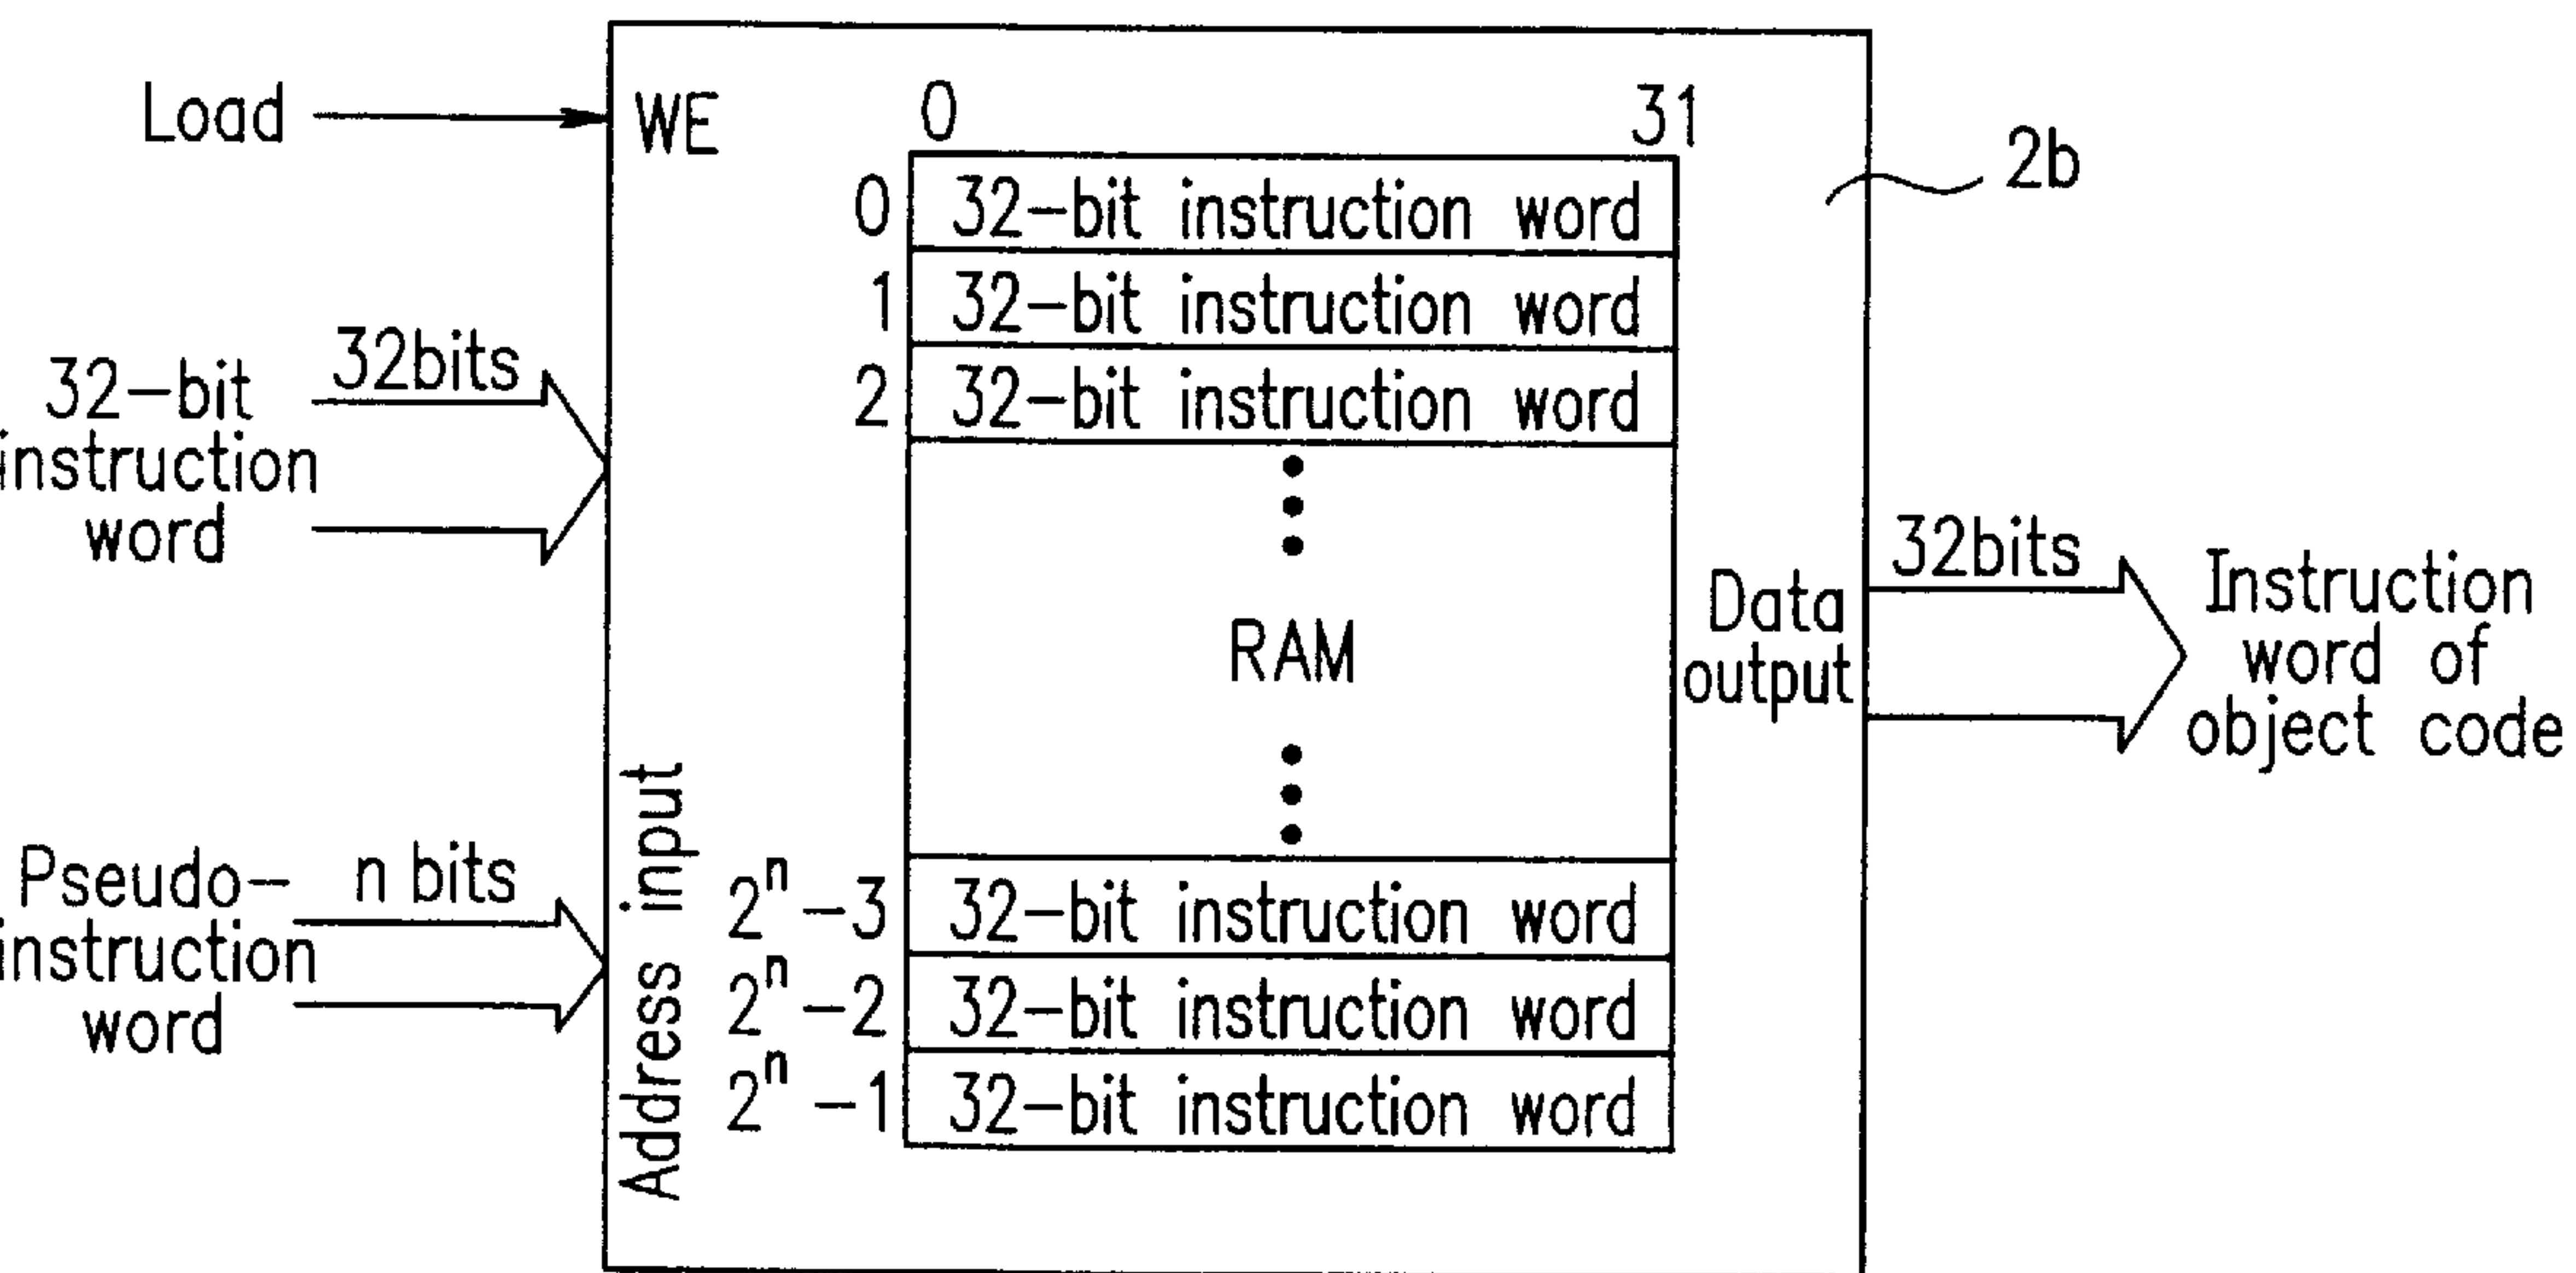 Load
WE
0
31
2b
0 32-bit instruction word
1 32-bit instruction word
2 32-bit instruction word
32-bit
instruction
word
32bits
RAM
Data
output
32bits
Instruction
word of
object code
Pseudo-
instruction
word
n bits
Address input
2ⁿ-3 32-bit instruction word
2ⁿ-2 32-bit instruction word
2ⁿ-1 32-bit instruction word